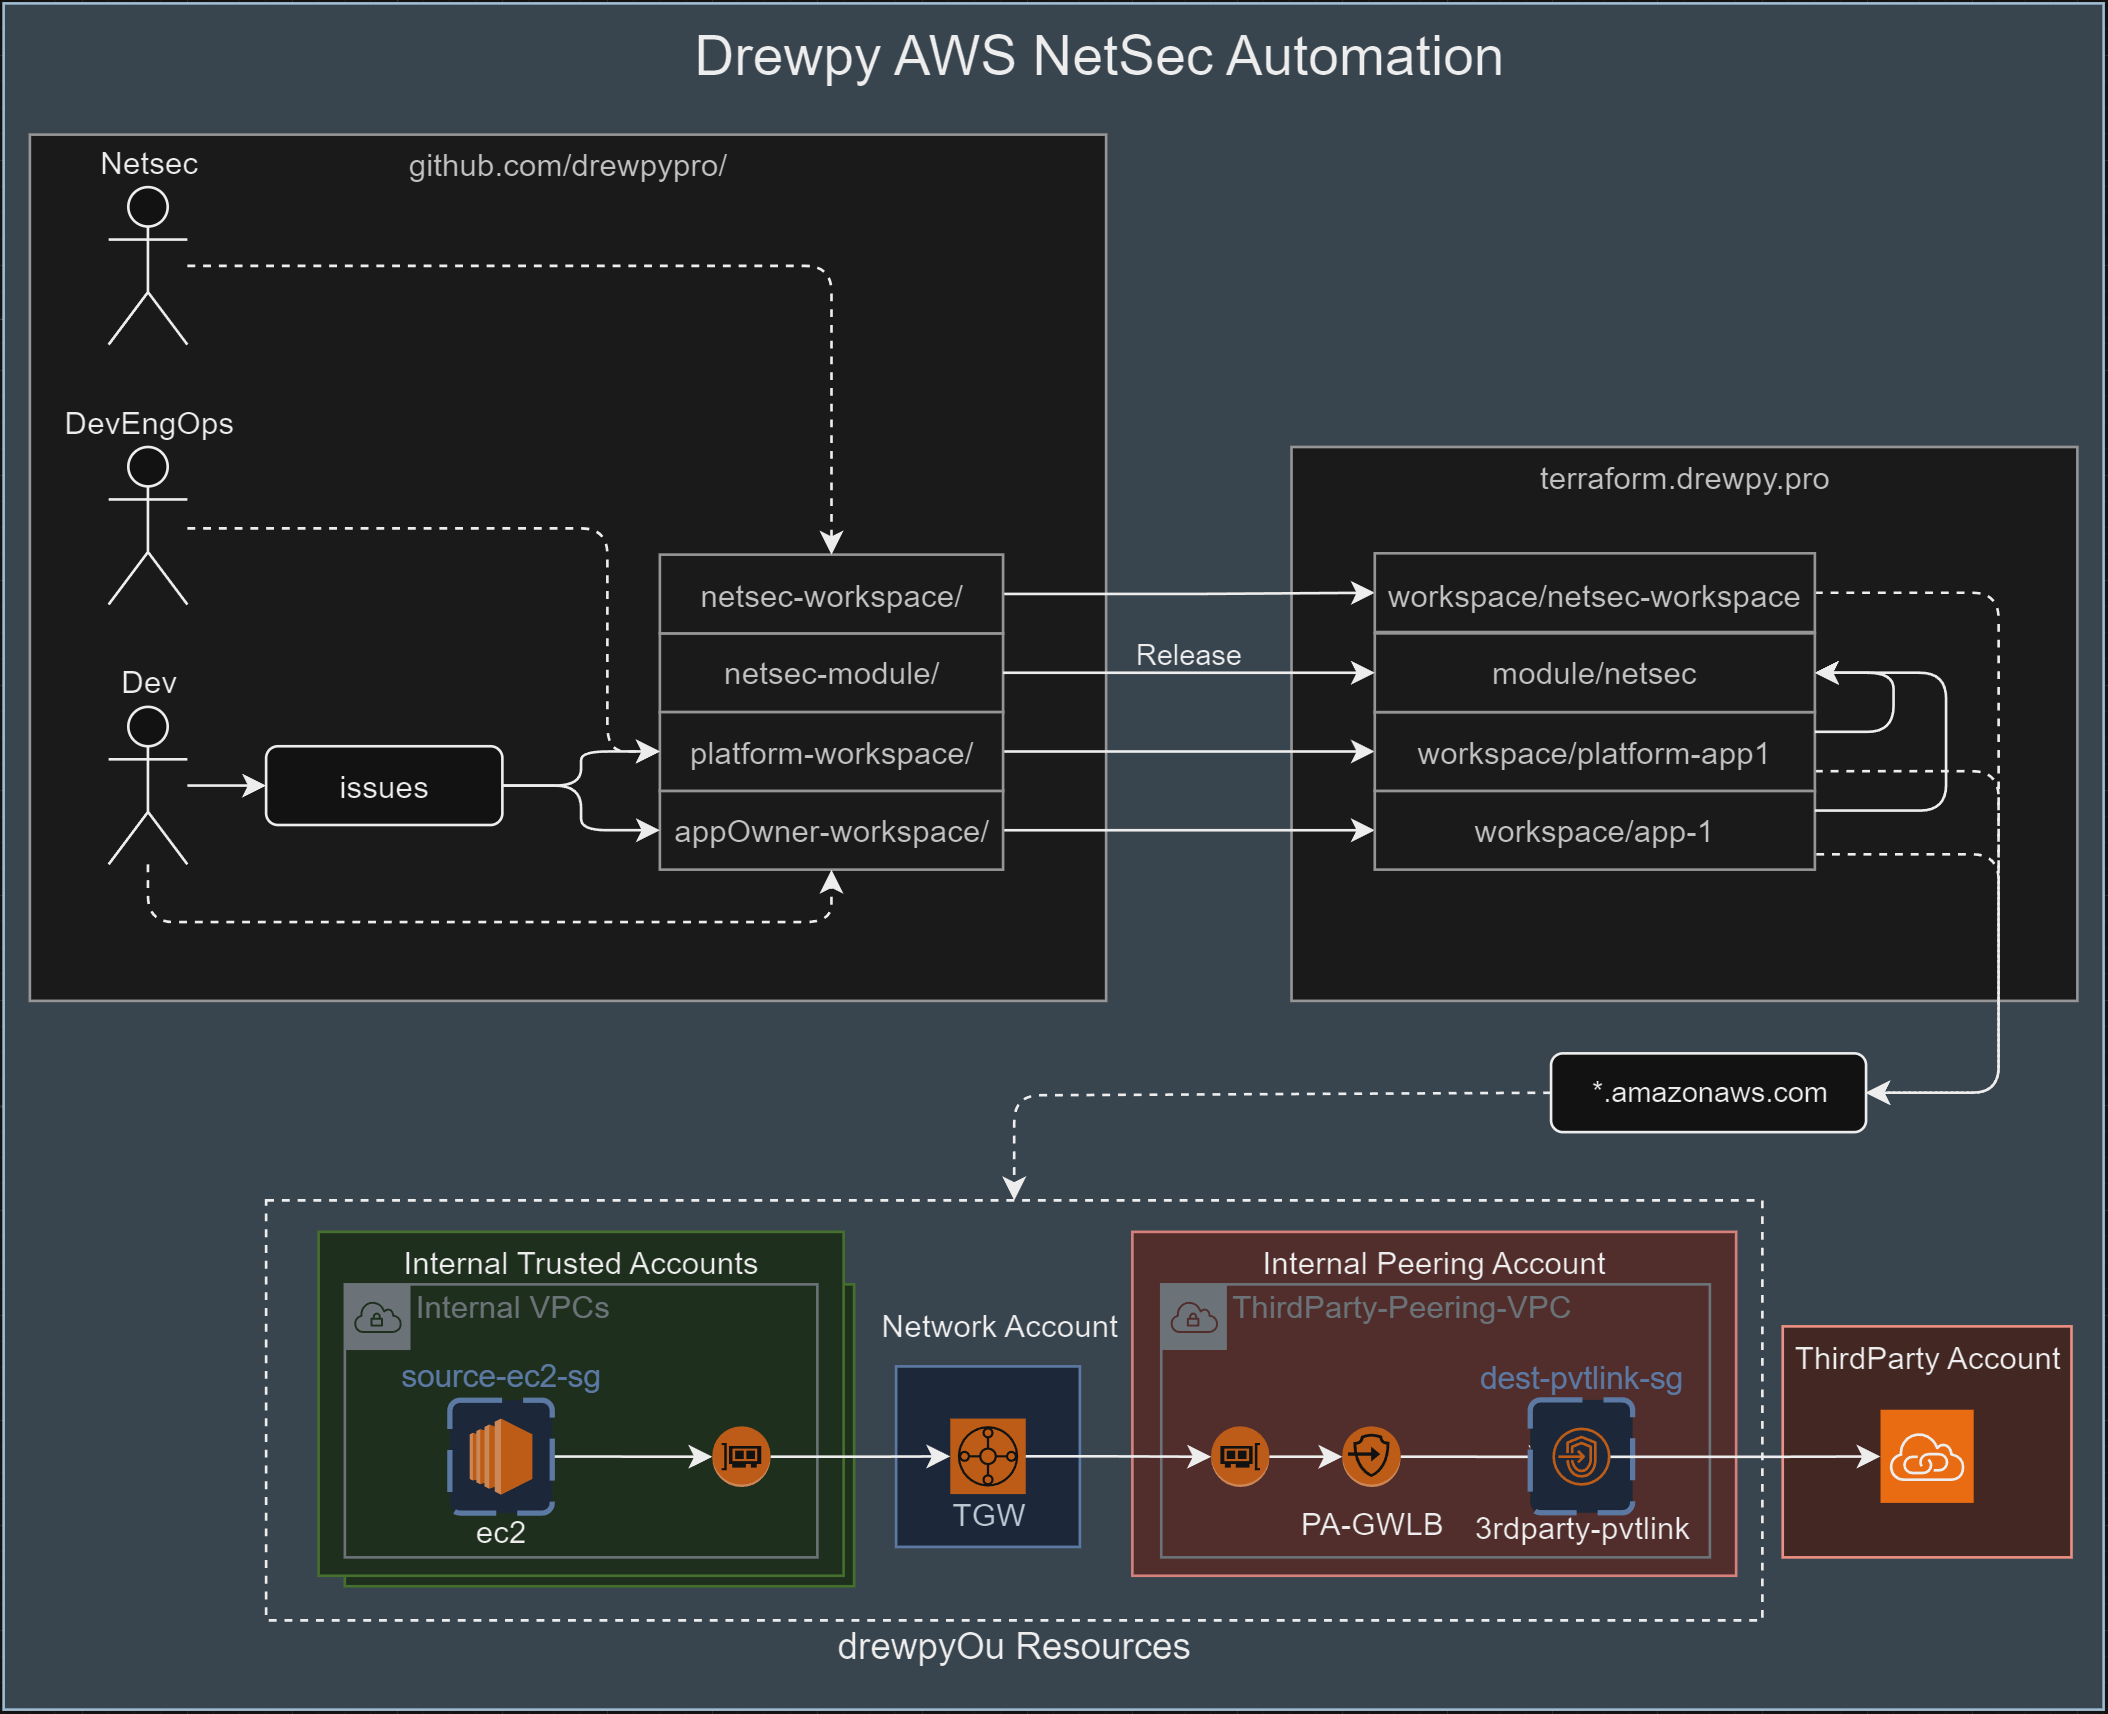 Drewpy AWS NetSec Automation
github.com/drewpypro/
Netsec
DevEngOps
Dev
issues
netsec-workspace/
netsec-module/
platform-workspace/
appOwner-workspace/
Release
terraform.drewpy.pro
workspace/netsec-workspace
module/netsec
workspace/platform-app1
workspace/app-1
*.amazonaws.com
Internal Trusted Accounts
Internal VPCs
source-ec2-sg
ec2
Network Account
TGW
Internal Peering Account
ThirdParty-Peering-VPC
dest-pvtlink-sg
PA-GWLB
3rdparty-pvtlink
ThirdParty Account
drewpyOu Resources